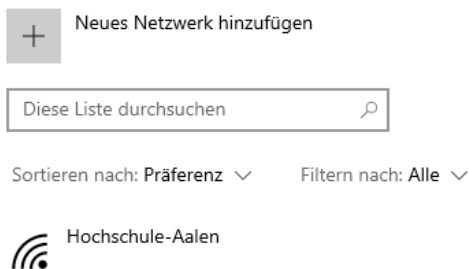 Neues Netzwerk hinzufügen
Diese Liste durchsuchen
Sortieren nach: Präferenz Filtern nach: Alle
Hochschule-Aalen